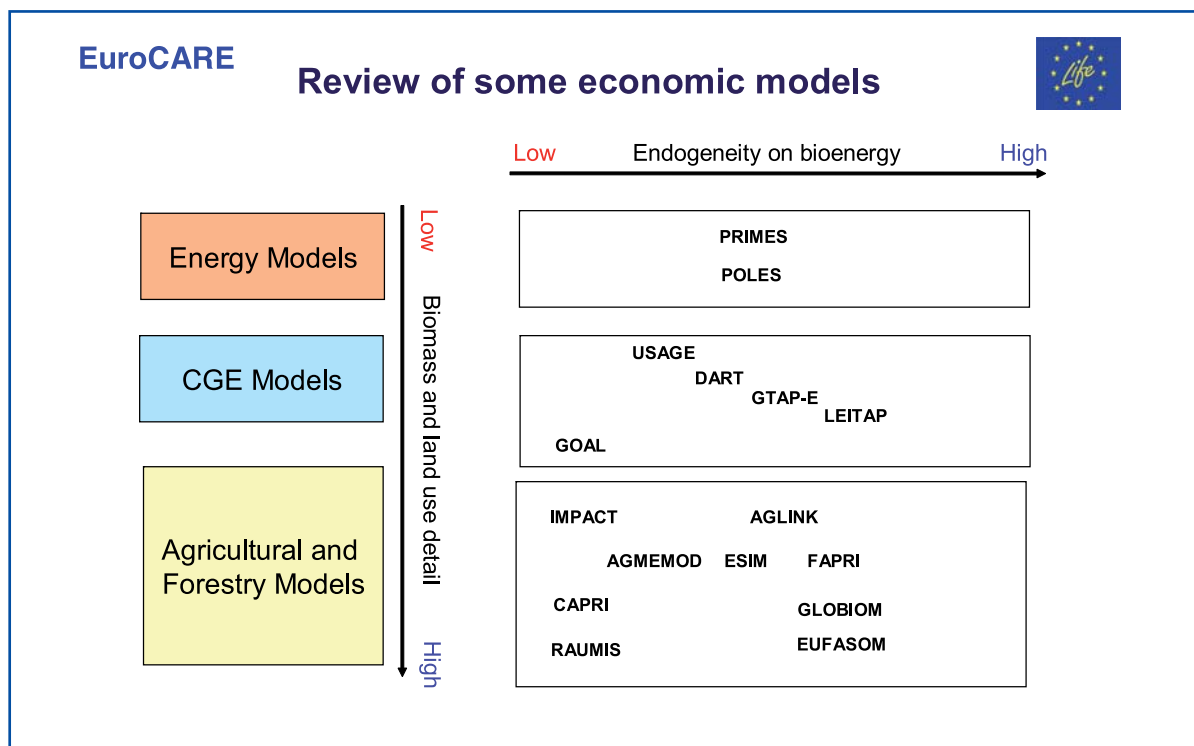 EuroCARE
Review of some economic models
Life
Low Endogeneity on bioenergy High
Energy Models
CGE Models
Agricultural and
Forestry Models
Low Biomass and land use detail High
PRIMES
POLES
USAGE
DART
GTAP-E
LEITAP
GOAL
IMPACT AGLINK
AGMEMOD ESIM FAPRI
CAPRI GLOBIOM
RAUMIS EUFASOM